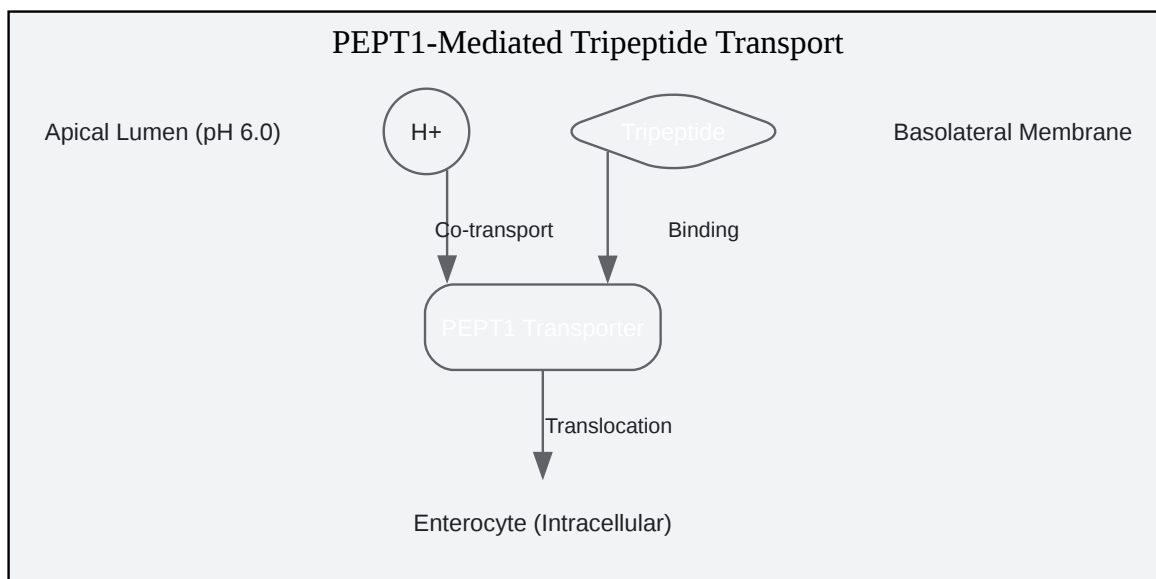 PEPT1-Mediated Tripeptide Transport
Apical Lumen (pH 6.0)
H+
Tripeptide
Basolateral Membrane
Co-transport
Binding
PEPT1 Transporter
Translocation
Enterocyte (Intracellular)